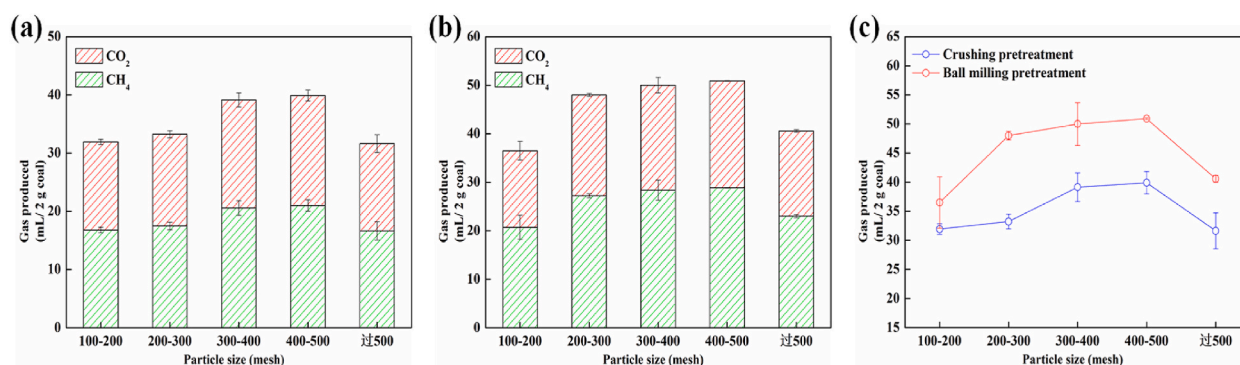 (a)
50
40
30
20
10
0
Gas produced
(mL/ 2 g coal)
CO2
CH4
100-200
200-300
300-400
400-500
过500
Particle size (mesh)
(b)
60
50
40
30
20
10
0
Gas produced
(mL/ 2 g coal)
CO2
CH4
100-200
200-300
300-400
400-500
过500
Particle size (mesh)
(c)
65
60
55
50
45
40
35
30
25
20
15
Gas produced
(mL/ 2 g coal)
Crushing pretreatment
Ball milling pretreatment
100-200
200-300
300-400
400-500
过500
Particle size (mesh)